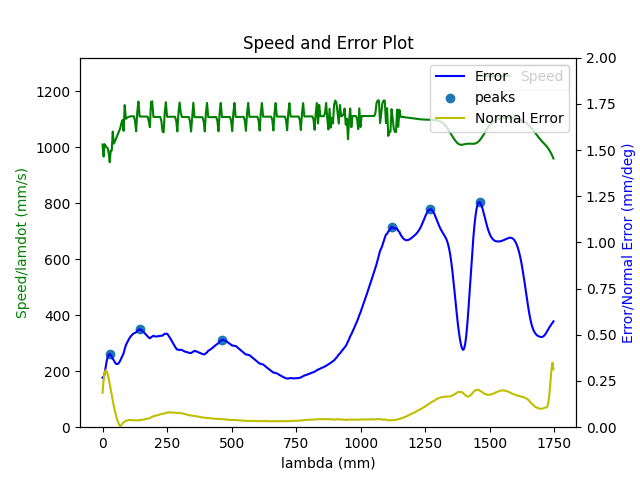 Speed and Error Plot
Speed/lamdot (mm/s)
1200
1000
800
600
400
200
0
Error
peaks
Normal Error
Speed
2.00
1.75
1.50
1.25
1.00
0.75
0.50
0.25
0.00
Error/Normal Error (mm/deg)
0 250 500 750 1000 1250 1500 1750
lambda (mm)